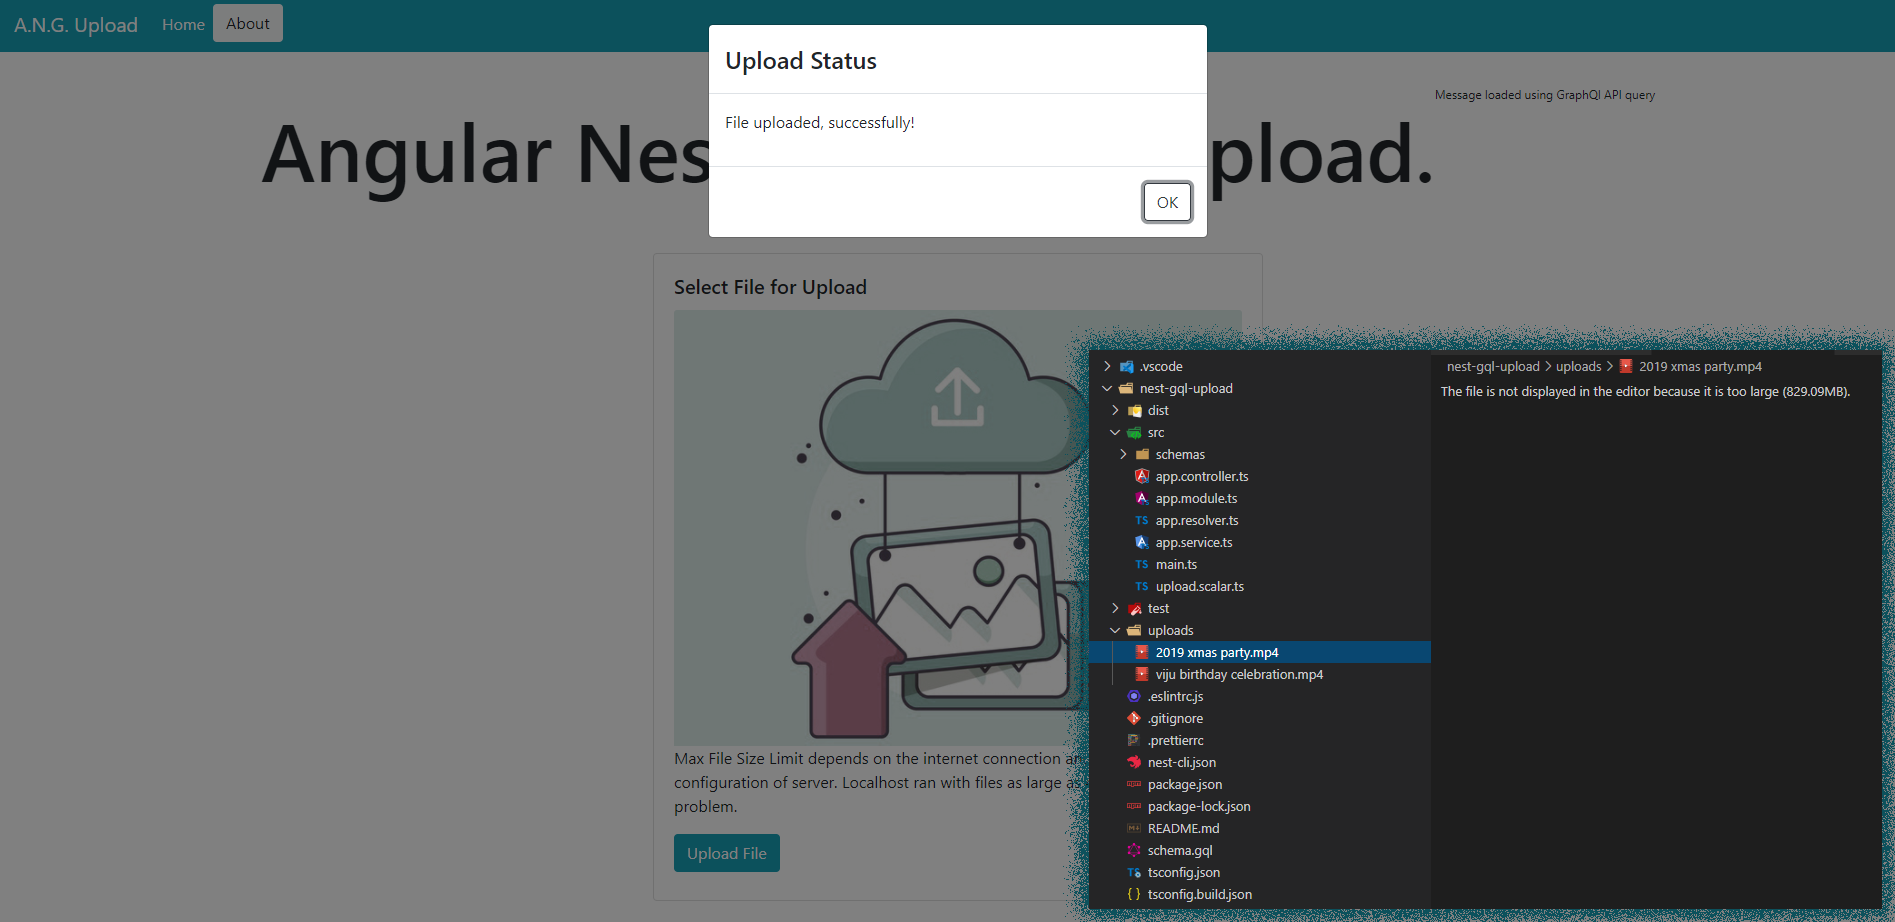 A.N.G. Upload Home About
Upload Status
File uploaded, successfully!
OK
Message loaded using GraphQl API query
Angular Nes pload.
Select File for Upload
Max File Size Limit depends on the internet connection
configuration of server. Localhost ran with files as large as
problem.
Upload File
.vscode
nest-gql-upload
dist
src
schemas
app.controller.ts
app.module.ts
TS app.resolver.ts
app.service.ts
TS main.ts
TS upload.scalar.ts
test
uploads
2019 xmas party.mp4
viju birthday celebration.mp4
.eslintrc.js
.gitignore
.prettierrc
nest-cli.json
package.json
package-lock.json
README.md
schema.gql
TS tsconfig.json
{ } tsconfig.build.json
nest-gql-upload > uploads > 2019 xmas party.mp4
The file is not displayed in the editor because it is too large (829.09MB).